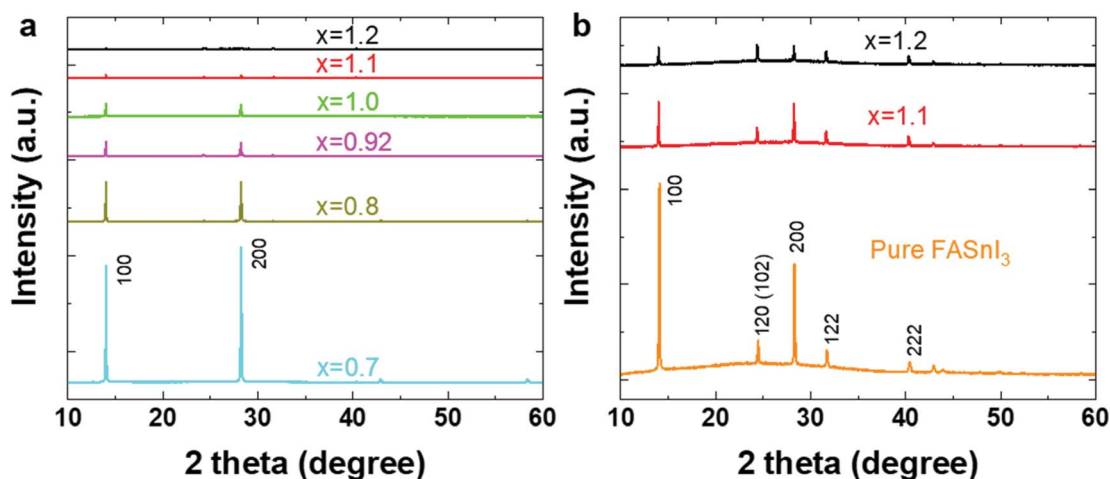 a
x=1.2
x=1.1
x=1.0
x=0.92
x=0.8
100
200
x=0.7
Intensity (a.u.)
10 20 30 40 50 60
2 theta (degree)
b
x=1.2
x=1.1
100
Pure FASnI₃
200
120 (102)
122
222
Intensity (a.u.)
10 20 30 40 50 60
2 theta (degree)